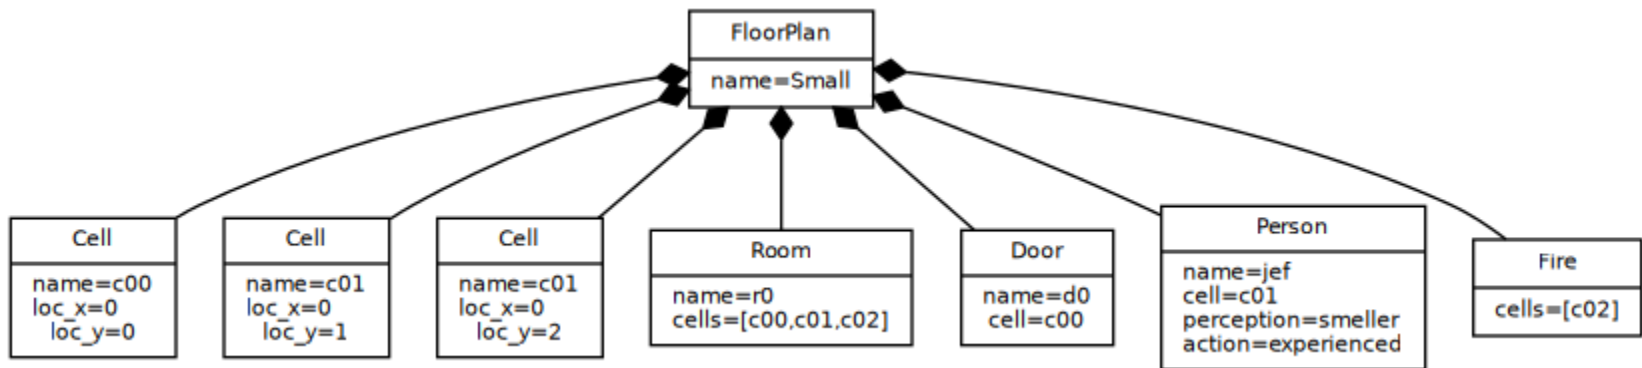 FloorPlan
name=Small
Cell
name=c00
loc_x=0
loc_y=0
Cell
name=c01
loc_x=0
loc_y=1
Cell
name=c01
loc_x=0
loc_y=2
Room
name=r0
cells=[c00,c01,c02]
Door
name=d0
cell=c00
Person
name=jef
cell=c01
perception=smeller
action=experienced
Fire
cells=[c02]